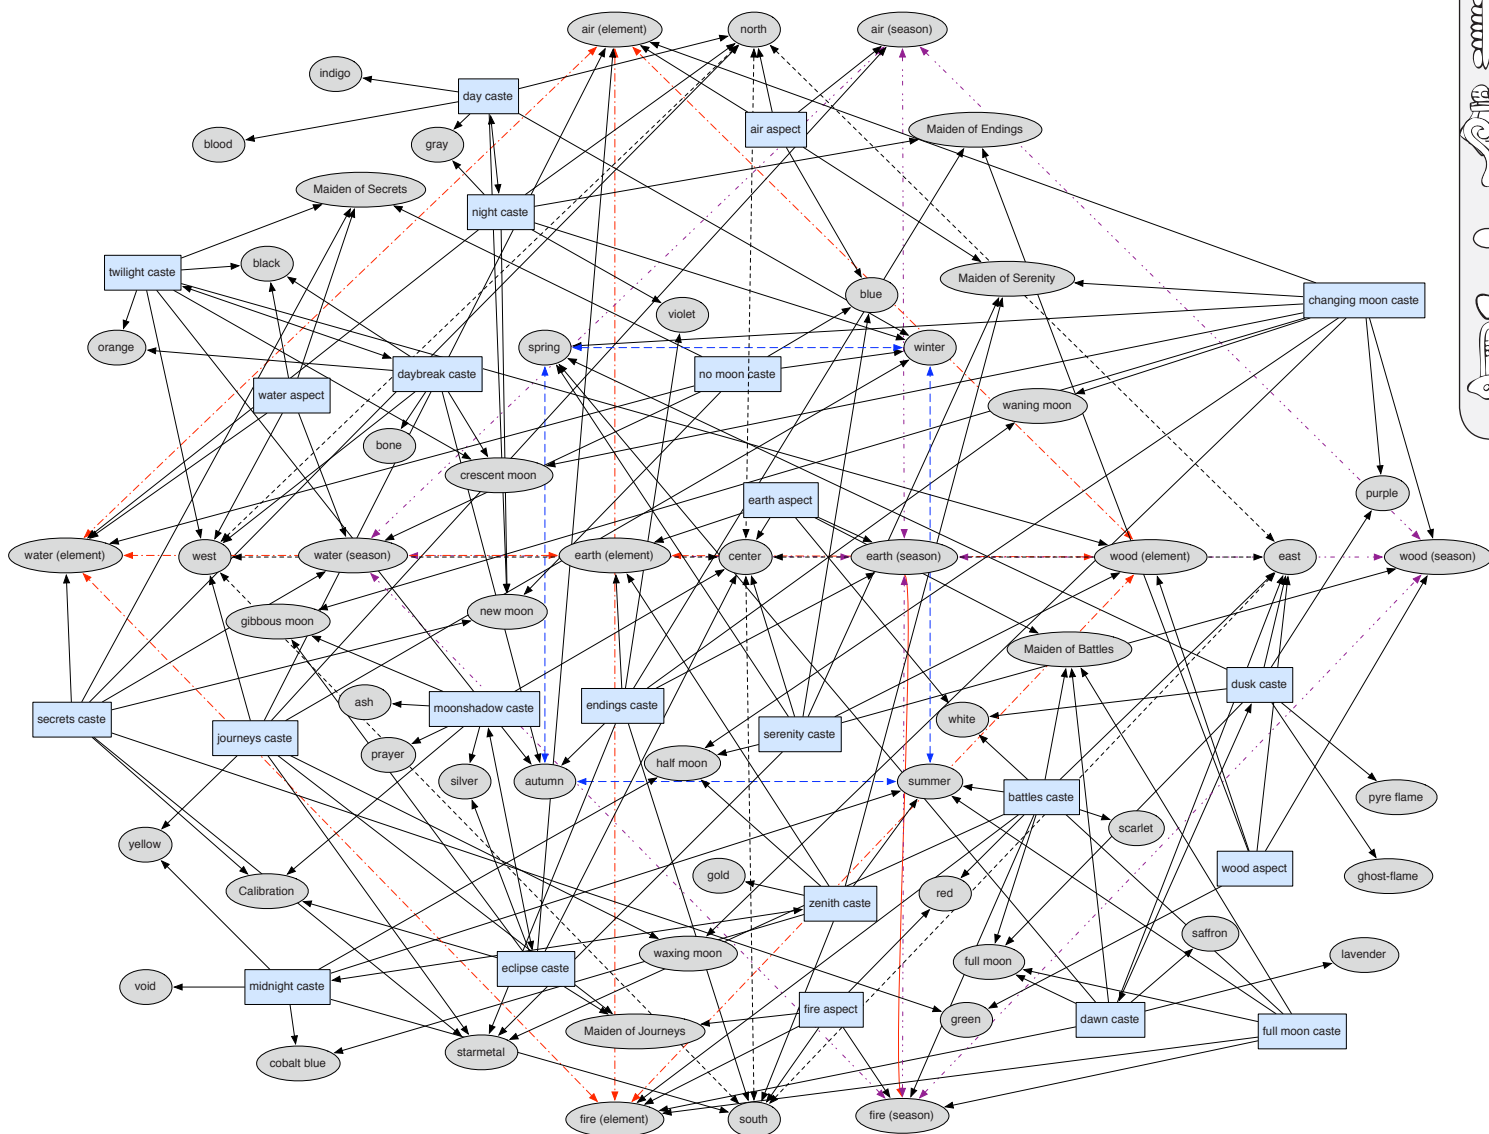 air (element)
north
air (season)
indigo
day caste
blood
gray
air aspect
Maiden of Endings
Maiden of Secrets
night caste
twilight caste
black
Maiden of Serenity
blue
changing moon caste
violet
orange
spring
winter
daybreak caste
no moon caste
water aspect
waning moon
bone
crescent moon
purple
earth aspect
water (element)
west
water (season)
earth (element)
center
earth (season)
wood (element)
east
wood (season)
new moon
gibbous moon
Maiden of Battles
dusk caste
ash
moonshadow caste
endings caste
secrets caste
white
journeys caste
serenity caste
prayer
half moon
silver
autumn
summer
battles caste
pyre flame
scarlet
yellow
wood aspect
gold
ghost-flame
Calibration
red
zenith caste
saffron
waxing moon
lavender
eclipse caste
full moon
void
midnight caste
fire aspect
green
dawn caste
Maiden of Journeys
full moon caste
starmetal
cobalt blue
fire (element)
south
fire (season)